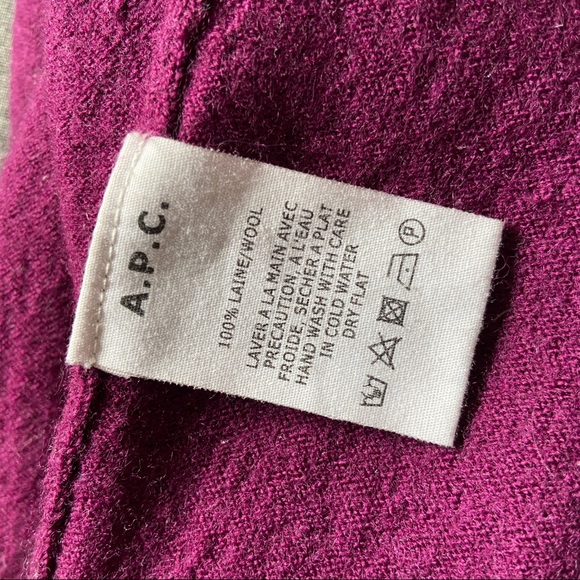 A.P.C.
100% LAINE/WOOL
LAVER A LA MAIN AVEC
PRECAUTION, A L'EAU
FROIDE, SECHER A PLAT
HAND WASH WITH CARE
IN COLD WATER
DRY FLAT
P